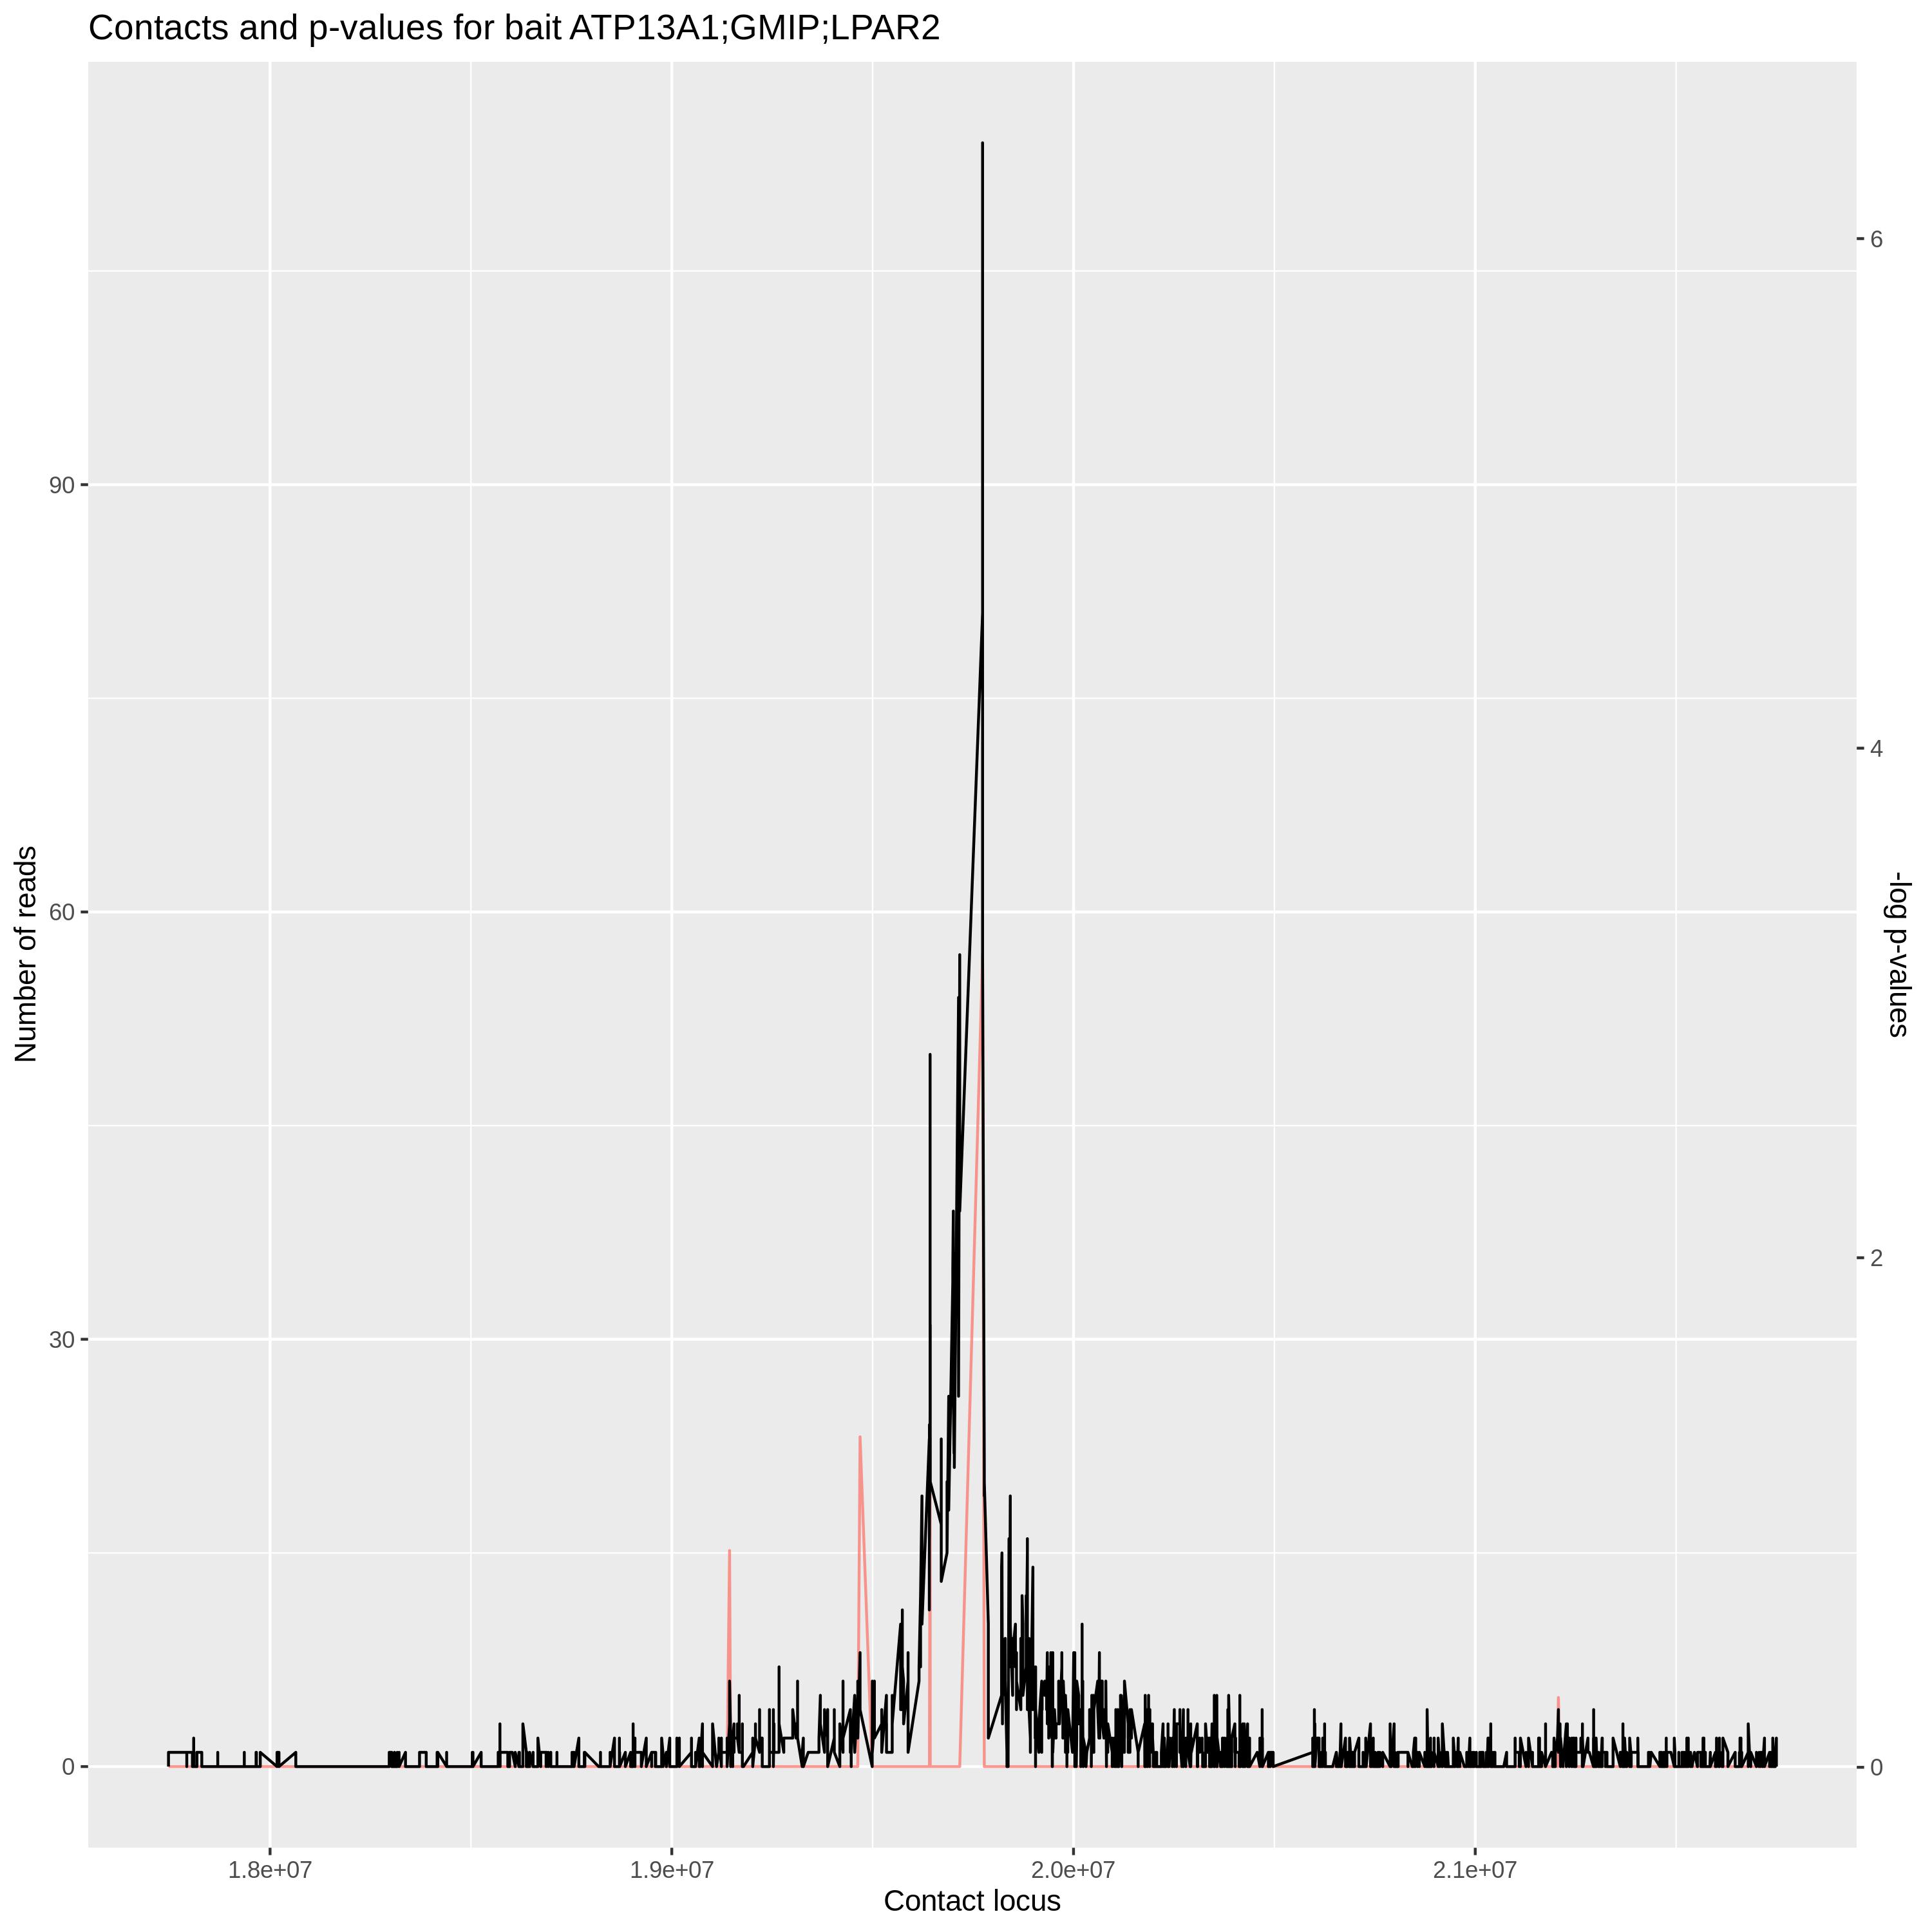 Contacts and p-values for bait ATP13A1;GMIP;LPAR2
Number of reads
90
60
30
0
6
4
2
0
-log p-values
1.8e+07
1.9e+07
2.0e+07
2.1e+07
Contact locus